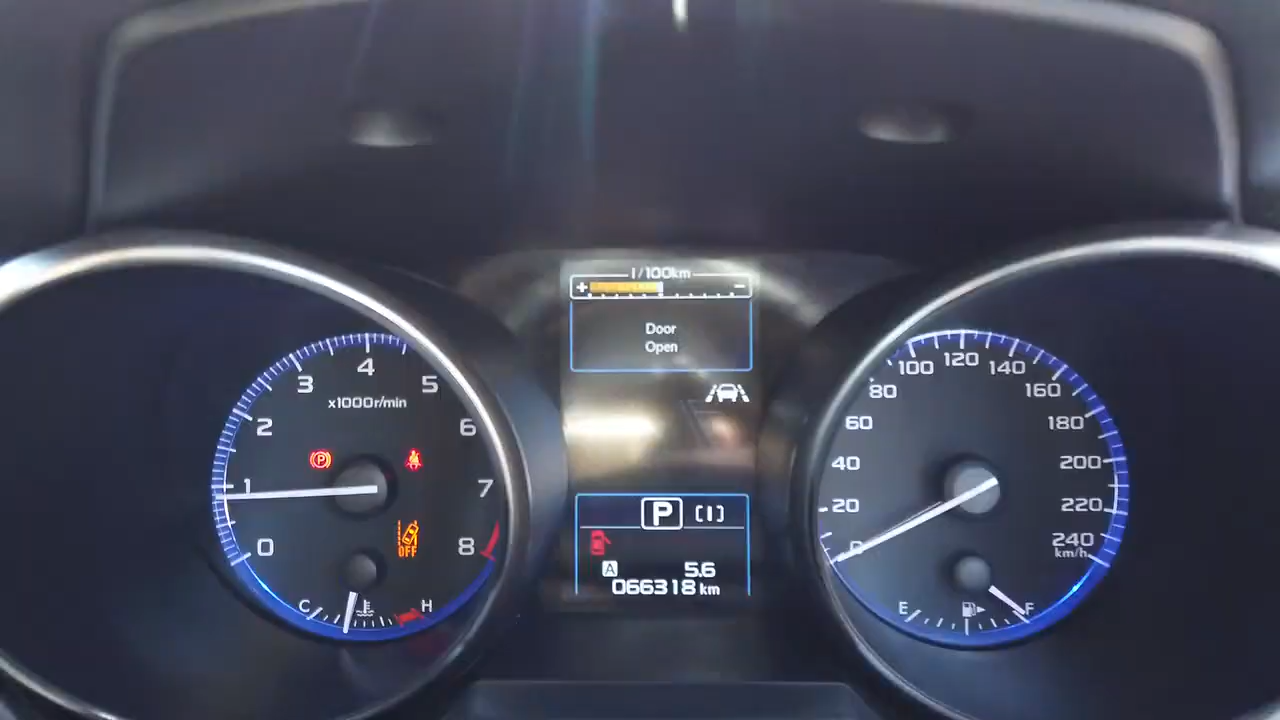 l/100km
+ −
Door
Open
0
1
2
3
4
5
6
7
8
x1000r/min
(P)
OFF
C H
P [I]
A 5.6
066318 km
0
20
40
60
80
100
120
140
160
180
200
220
240
km/h
E F